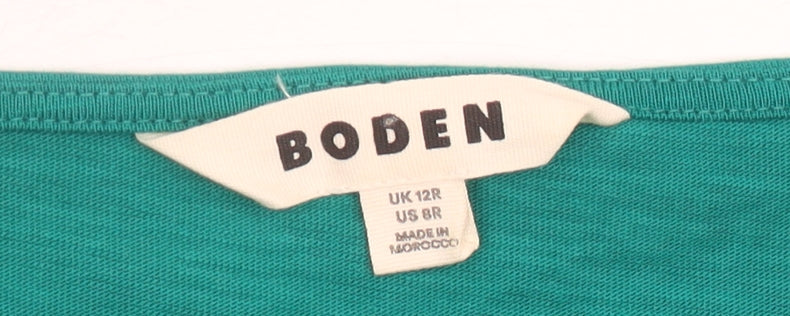 BODEN
UK 12R
US 8R
MADE IN
MOROCCO